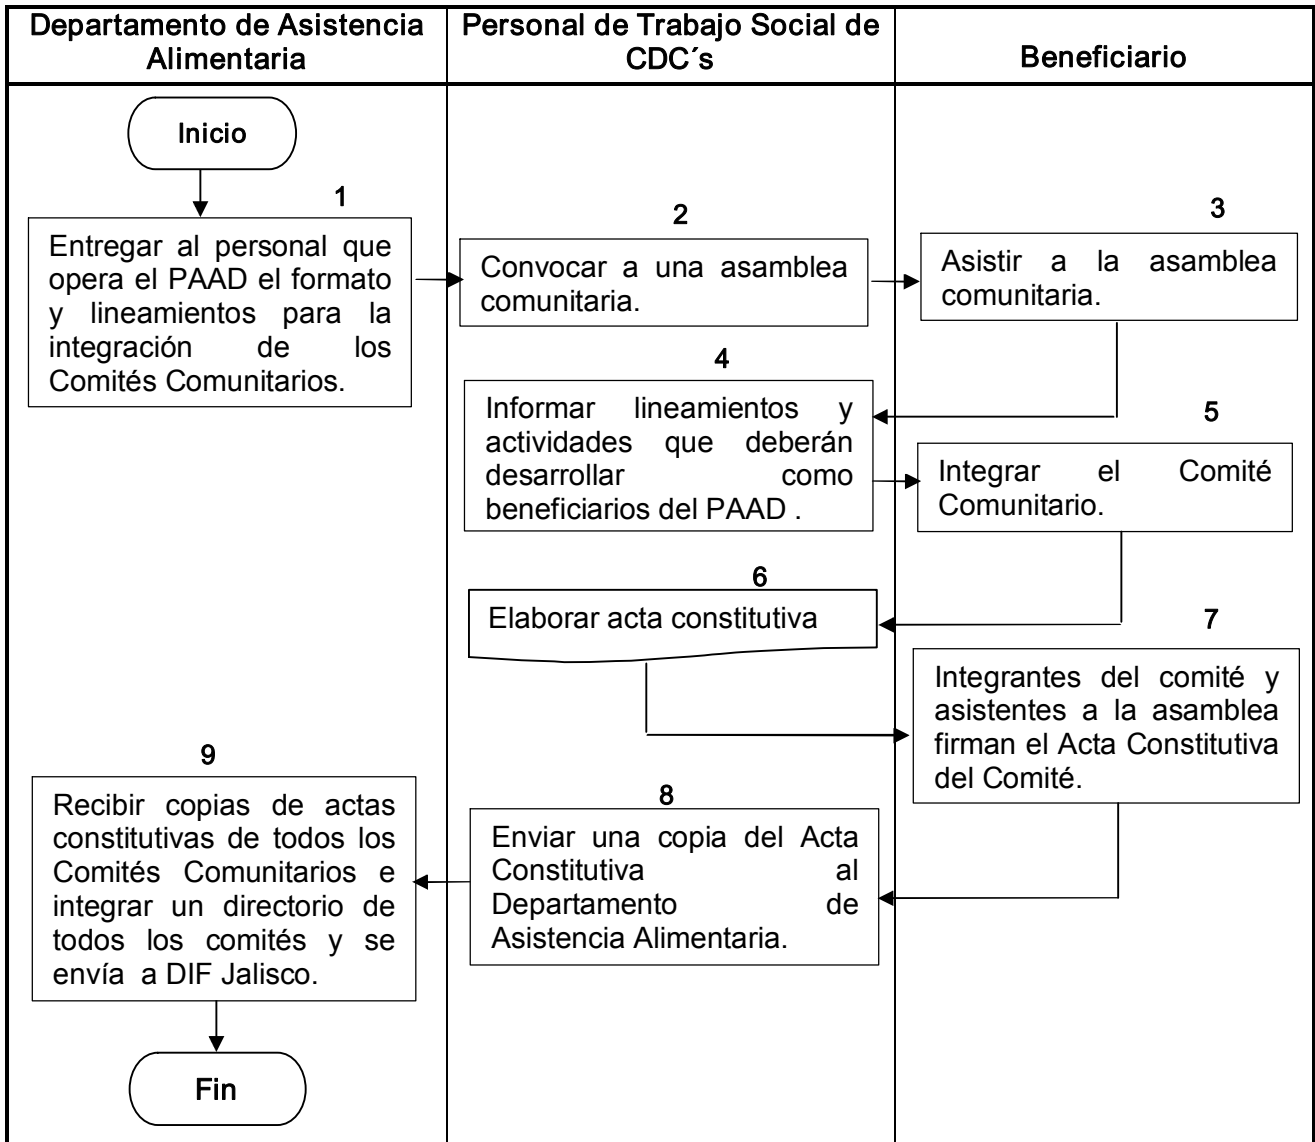 Departamento de Asistencia
Alimentaria
Personal de Trabajo Social de
CDC´s
Beneficiario
Inicio
1
Entregar al personal que
opera el PAAD el formato
y lineamientos para la
integración de los
Comités Comunitarios.
2
Convocar a una asamblea
comunitaria.
3
Asistir a la asamblea
comunitaria.
4
Informar lineamientos y
actividades que deberán
desarrollar como
beneficiarios del PAAD .
5
Integrar el Comité
Comunitario.
6
Elaborar acta constitutiva
7
Integrantes del comité y
asistentes a la asamblea
firman el Acta Constitutiva
del Comité.
8
Enviar una copia del Acta
Constitutiva al
Departamento de
Asistencia Alimentaria.
9
Recibir copias de actas
constitutivas de todos los
Comités Comunitarios e
integrar un directorio de
todos los comités y se
envía a DIF Jalisco.
Fin